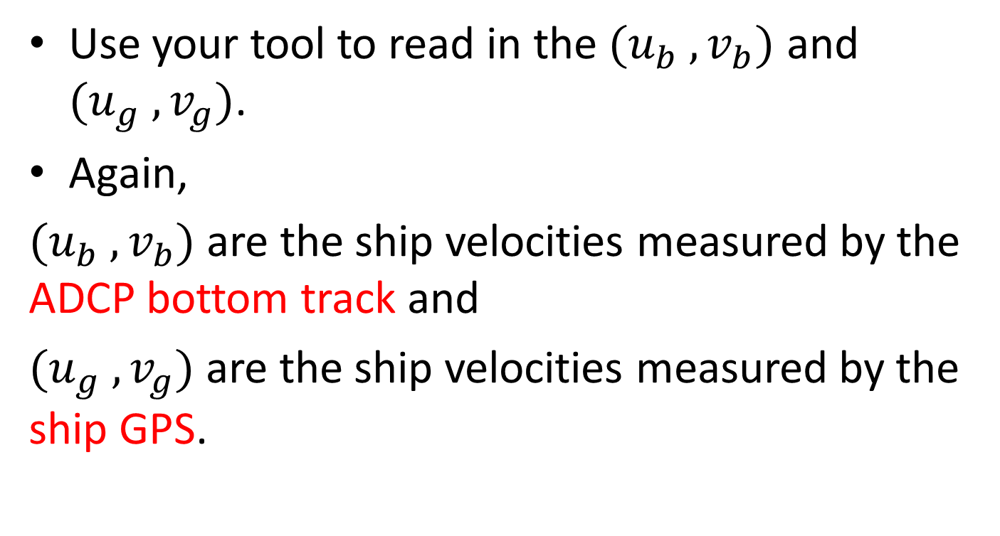 • Use your tool to read in the $(u_b , v_b)$ and
$(u_g , v_g)$.
• Again,
$(u_b , v_b)$ are the ship velocities measured by the
ADCP bottom track and
$(u_g , v_g)$ are the ship velocities measured by the
ship GPS.